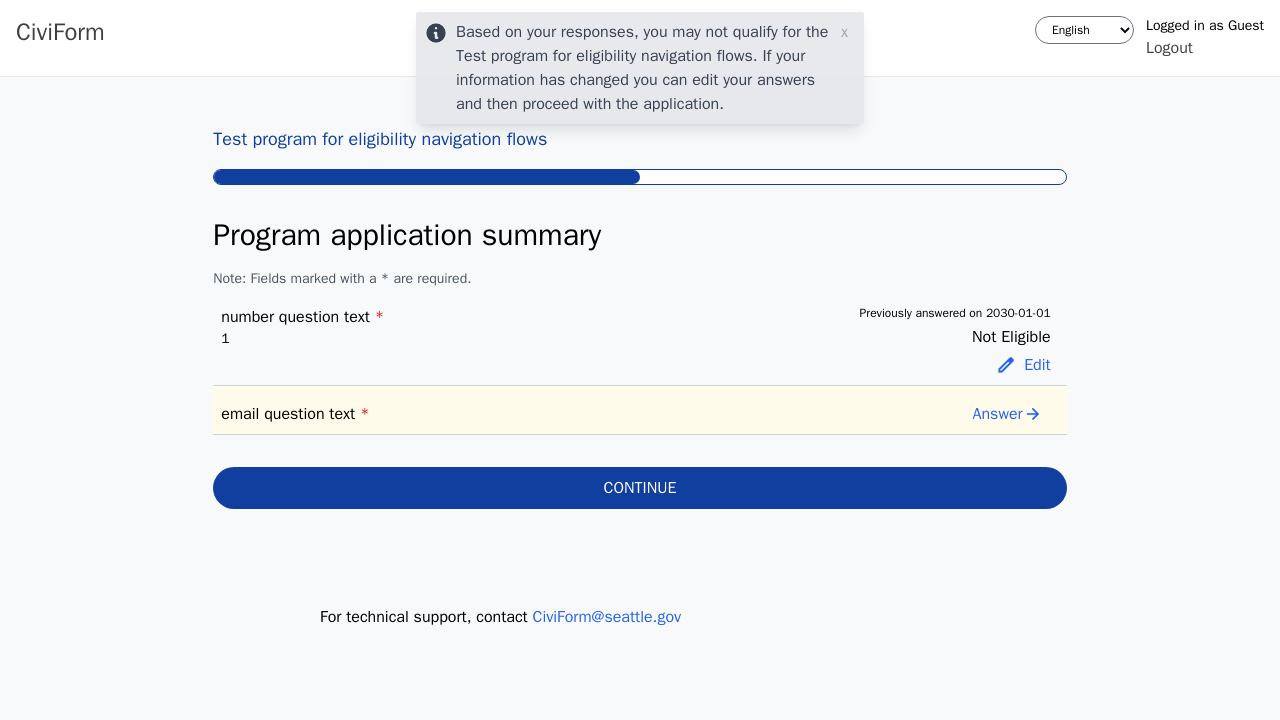 CiviForm
Based on your responses, you may not qualify for the
Test program for eligibility navigation flows. If your
information has changed you can edit your answers
and then proceed with the application.
x
English
Logged in as Guest
Logout
Test program for eligibility navigation flows
Program application summary
Note: Fields marked with a * are required.
number question text *
1
Previously answered on 2030-01-01
Not Eligible
Edit
email question text *
Answer
CONTINUE
For technical support, contact CiviForm@seattle.gov